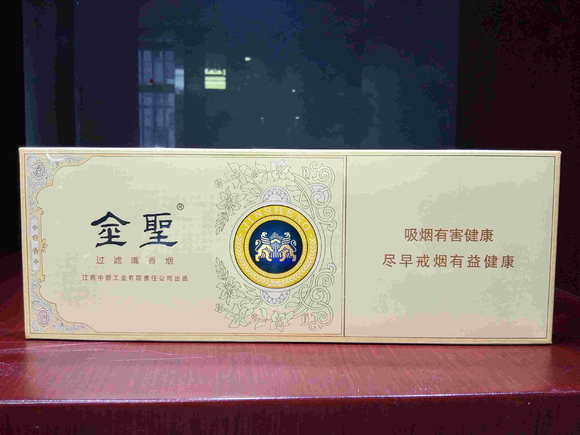 金聖®
过滤嘴香烟
江西中烟工业有限责任公司出品
吸烟有害健康
尽早戒烟有益健康